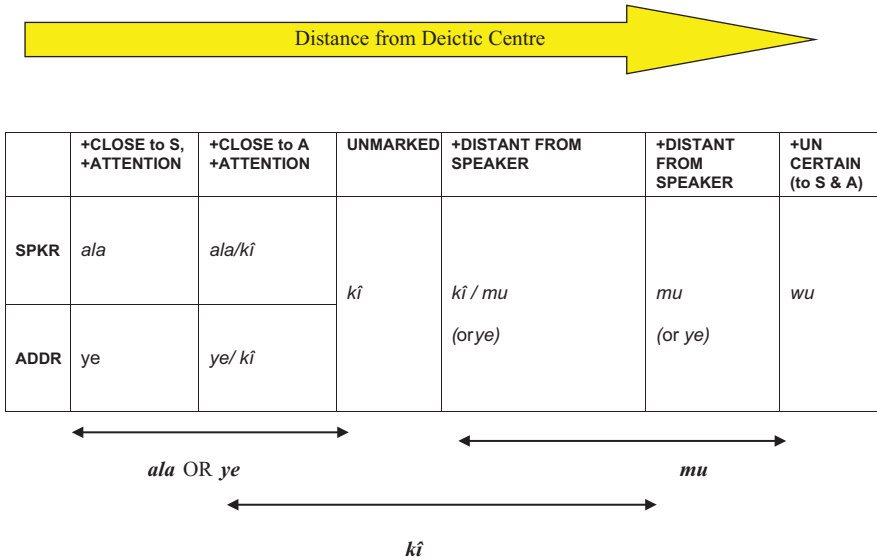 Distance from Deictic Centre
+CLOSE to S, +CLOSE to A UNMARKED +DISTANT FROM +DISTANT +UN
+ATTENTION +ATTENTION SPEAKER FROM CERTAIN
SPEAKER (to S & A)
SPKR ala ala/kî
kî kî / mu mu wu
(or ye) (or ye)
ADDR ye ye/ kî
ala OR ye mu
kî